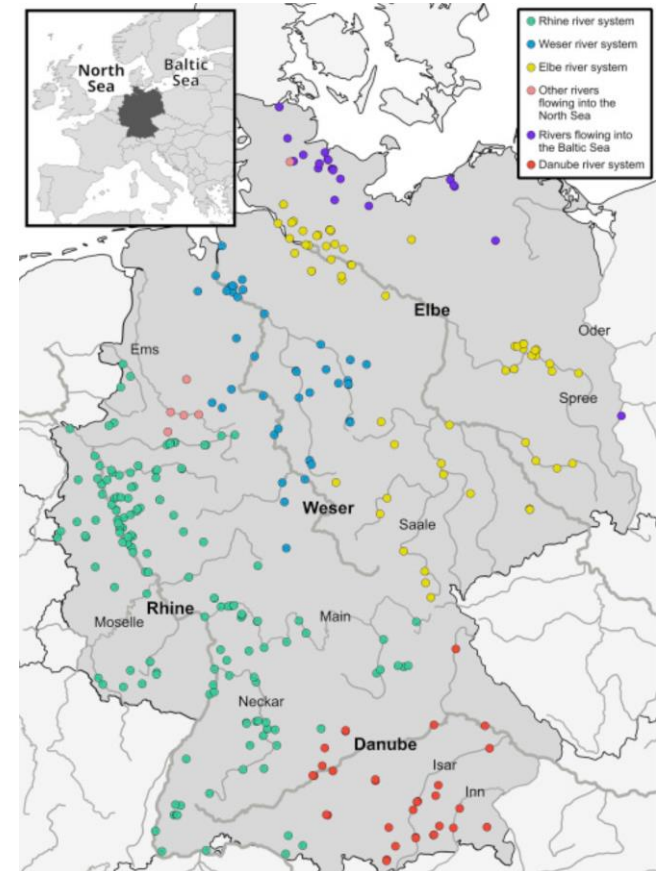 North
Sea
Baltic
Sea
Rhine river system
Weser river system
Elbe river system
Other rivers
flowing into the
North Sea
Rivers flowing into
the Baltic Sea
Danube river system
Elbe
Oder
Ems
Spree
Weser
Saale
Rhine
Main
Moselle
Neckar
Danube
Isar
Inn